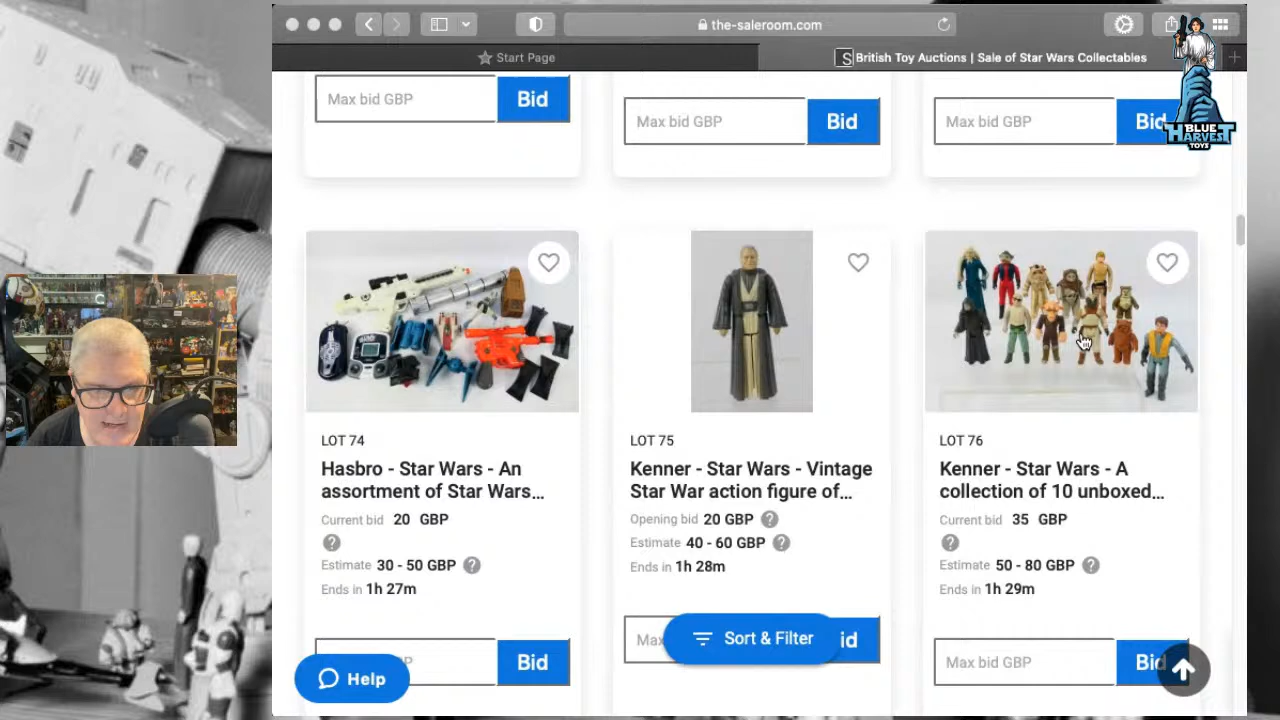 the-saleroom.com
Start Page
S British Toy Auctions | Sale of Star Wars Collectables
BLUE
HARVEST
TOYS
Max bid GBP Bid
Max bid GBP Bid
Max bid GBP Bid
LOT 74
Hasbro - Star Wars - An
assortment of Star Wars...
Current bid 20 GBP
?
Estimate 30 - 50 GBP ?
Ends in 1h 27m
P Bid
LOT 75
Kenner - Star Wars - Vintage
Star War action figure of...
Opening bid 20 GBP ?
Estimate 40 - 60 GBP ?
Ends in 1h 28m
Max id
LOT 76
Kenner - Star Wars - A
collection of 10 unboxed...
Current bid 35 GBP
?
Estimate 50 - 80 GBP ?
Ends in 1h 29m
Max bid GBP Bid
Sort & Filter
Help